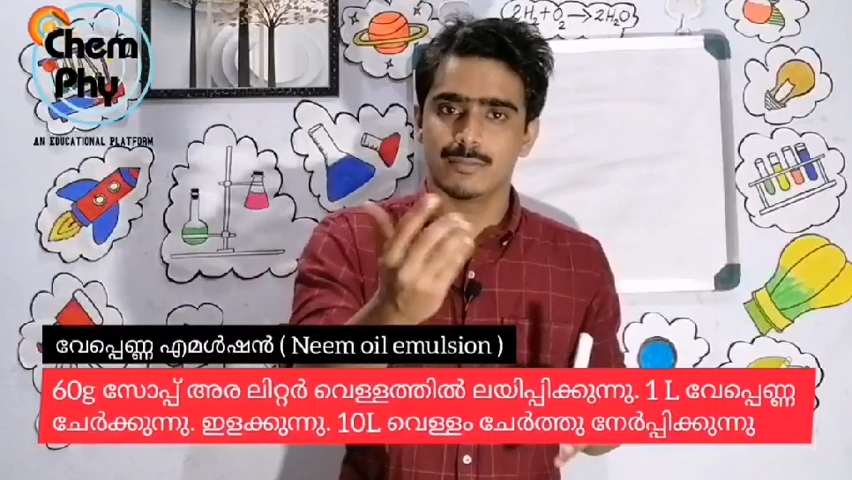 2H₂+O₂→2H₂O
Chem
Phy
AN EDUCATIONAL PLATFORM
വേപ്പെണ്ണ എമൾഷൻ ( Neem oil emulsion )
60g സോപ്പ് അര ലിറ്റർ വെള്ളത്തിൽ ലയിപ്പിക്കുന്നു. 1 L വേപ്പെണ്ണ
ചേർക്കുന്നു. ഇളക്കുന്നു. 10L വെള്ളം ചേർത്തു നേർപ്പിക്കുന്നു